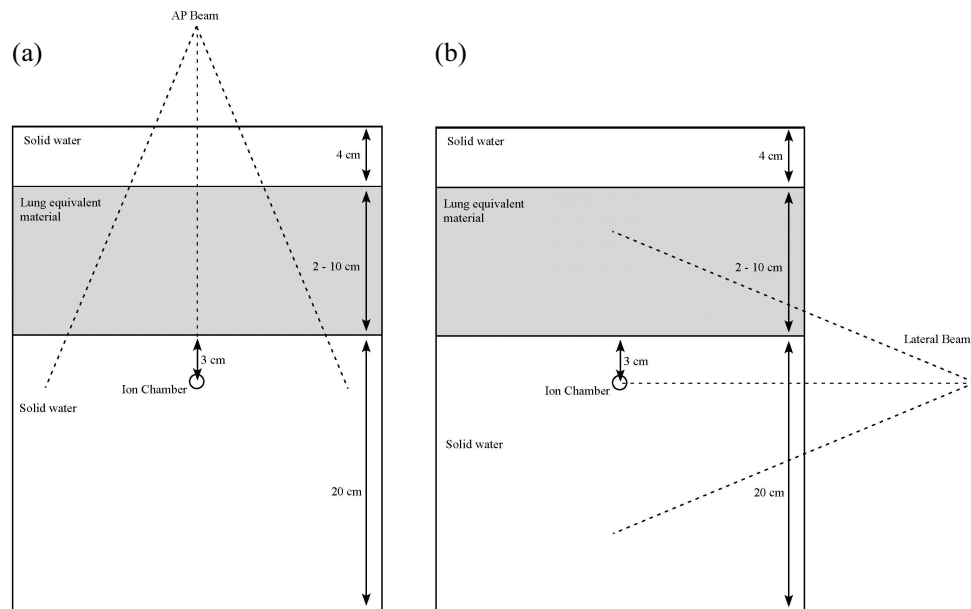 AP Beam
(a)
Solid water
4 cm
Lung equivalent
material
2 - 10 cm
3 cm
Ion Chamber
Solid water
20 cm
(b)
Solid water
4 cm
Lung equivalent
material
2 - 10 cm
Lateral Beam
3 cm
Ion Chamber
Solid water
20 cm